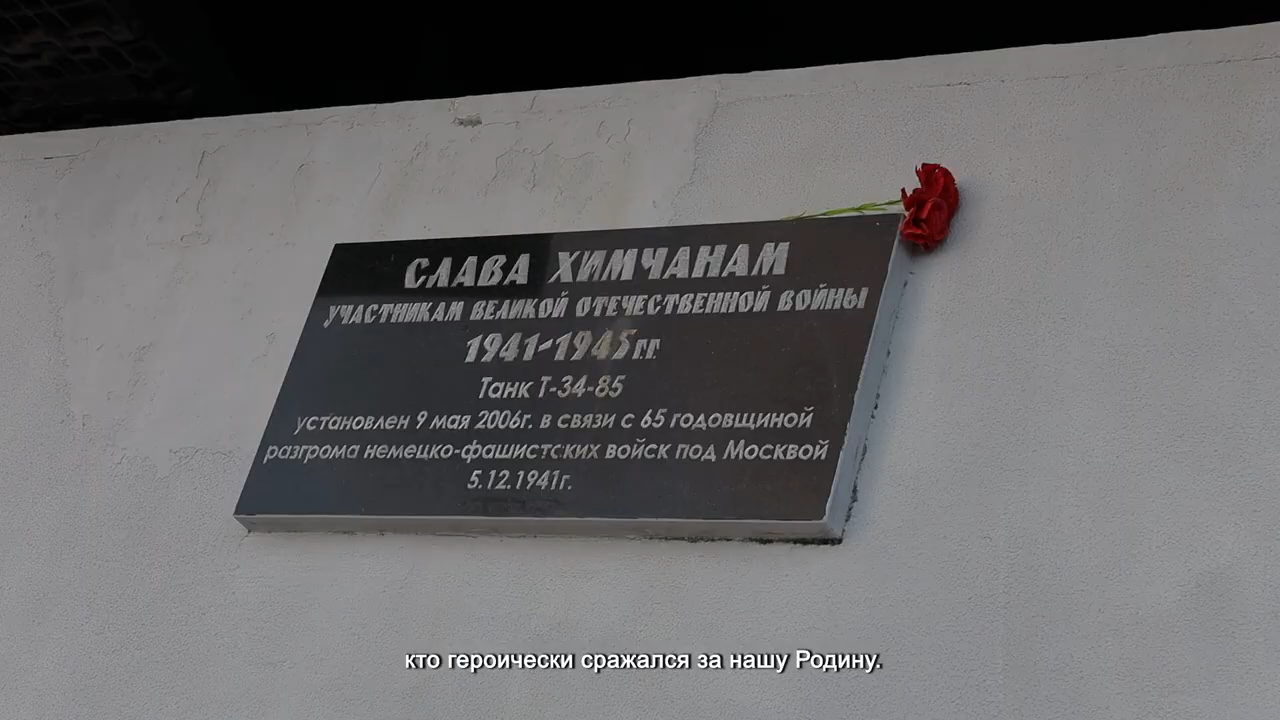 СЛАВА ХИМЧАНАМ
УЧАСТНИКАМ ВЕЛИКОЙ ОТЕЧЕСТВЕННОЙ ВОЙНЫ
1941-1945гг
Танк Т-34-85
установлен 9 мая 2006г. в связи с 65 годовщиной
разгрома немецко-фашистских войск под Москвой
5.12.1941г.
кто героически сражался за нашу Родину.